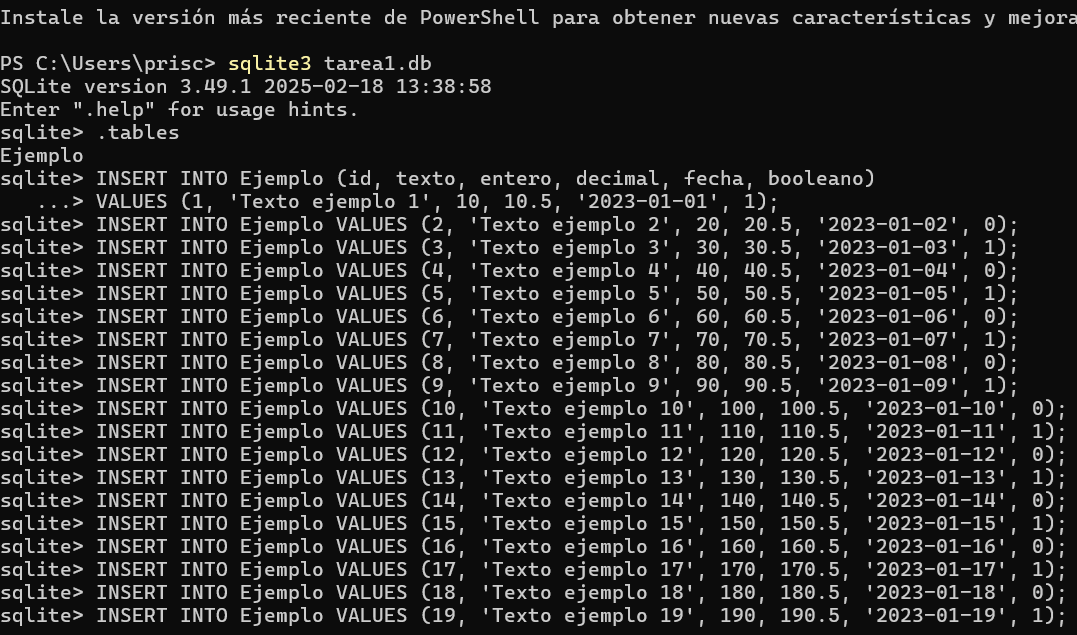 Instale la versión más reciente de PowerShell para obtener nuevas características y mejora
PS C:\Users\prisc> sqlite3 tarea1.db
SQLite version 3.49.1 2025-02-18 13:38:58
Enter ".help" for usage hints.
sqlite> .tables
Ejemplo
sqlite> INSERT INTO Ejemplo (id, texto, entero, decimal, fecha, booleano)
   ...> VALUES (1, 'Texto ejemplo 1', 10, 10.5, '2023-01-01', 1);
sqlite> INSERT INTO Ejemplo VALUES (2, 'Texto ejemplo 2', 20, 20.5, '2023-01-02', 0);
sqlite> INSERT INTO Ejemplo VALUES (3, 'Texto ejemplo 3', 30, 30.5, '2023-01-03', 1);
sqlite> INSERT INTO Ejemplo VALUES (4, 'Texto ejemplo 4', 40, 40.5, '2023-01-04', 0);
sqlite> INSERT INTO Ejemplo VALUES (5, 'Texto ejemplo 5', 50, 50.5, '2023-01-05', 1);
sqlite> INSERT INTO Ejemplo VALUES (6, 'Texto ejemplo 6', 60, 60.5, '2023-01-06', 0);
sqlite> INSERT INTO Ejemplo VALUES (7, 'Texto ejemplo 7', 70, 70.5, '2023-01-07', 1);
sqlite> INSERT INTO Ejemplo VALUES (8, 'Texto ejemplo 8', 80, 80.5, '2023-01-08', 0);
sqlite> INSERT INTO Ejemplo VALUES (9, 'Texto ejemplo 9', 90, 90.5, '2023-01-09', 1);
sqlite> INSERT INTO Ejemplo VALUES (10, 'Texto ejemplo 10', 100, 100.5, '2023-01-10', 0);
sqlite> INSERT INTO Ejemplo VALUES (11, 'Texto ejemplo 11', 110, 110.5, '2023-01-11', 1);
sqlite> INSERT INTO Ejemplo VALUES (12, 'Texto ejemplo 12', 120, 120.5, '2023-01-12', 0);
sqlite> INSERT INTO Ejemplo VALUES (13, 'Texto ejemplo 13', 130, 130.5, '2023-01-13', 1);
sqlite> INSERT INTO Ejemplo VALUES (14, 'Texto ejemplo 14', 140, 140.5, '2023-01-14', 0);
sqlite> INSERT INTO Ejemplo VALUES (15, 'Texto ejemplo 15', 150, 150.5, '2023-01-15', 1);
sqlite> INSERT INTO Ejemplo VALUES (16, 'Texto ejemplo 16', 160, 160.5, '2023-01-16', 0);
sqlite> INSERT INTO Ejemplo VALUES (17, 'Texto ejemplo 17', 170, 170.5, '2023-01-17', 1);
sqlite> INSERT INTO Ejemplo VALUES (18, 'Texto ejemplo 18', 180, 180.5, '2023-01-18', 0);
sqlite> INSERT INTO Ejemplo VALUES (19, 'Texto ejemplo 19', 190, 190.5, '2023-01-19', 1);